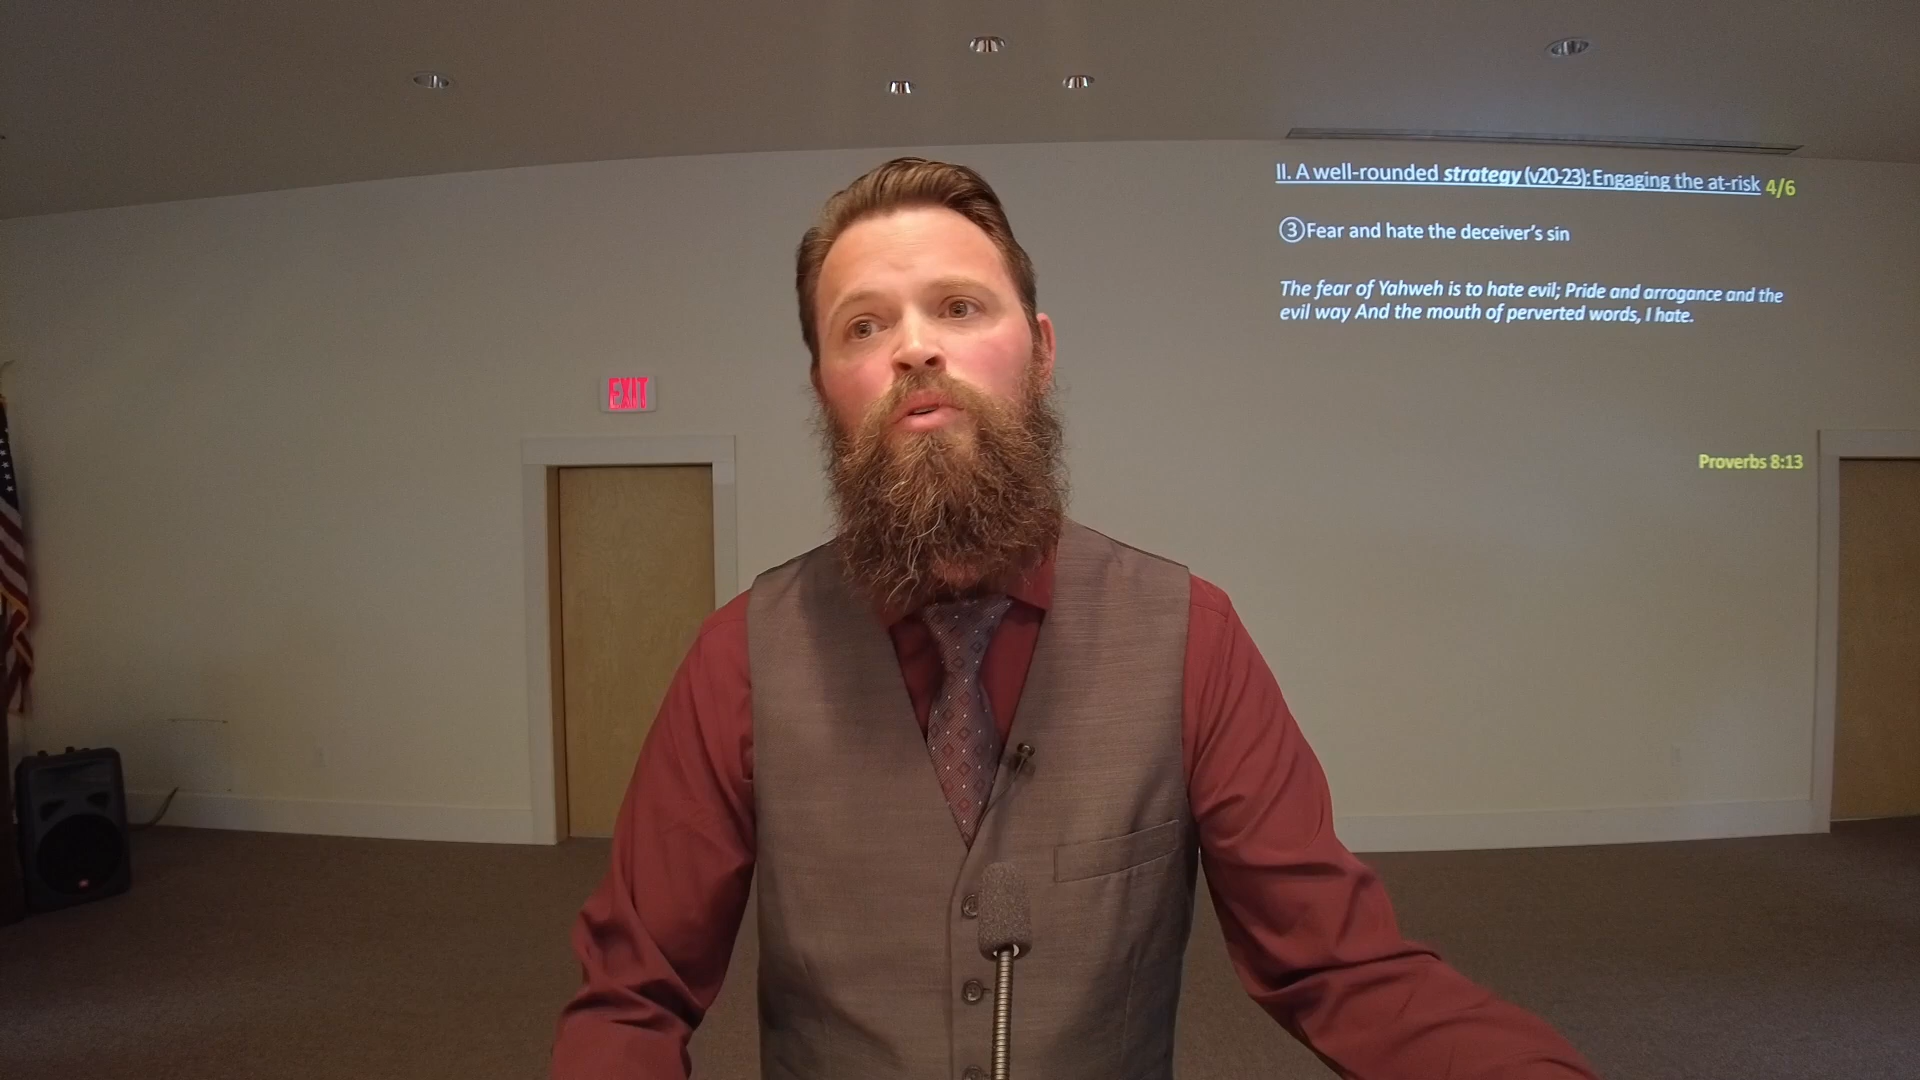 II. A well-rounded strategy (v20-23): Engaging the at-risk 4/6
③Fear and hate the deceiver's sin
The fear of Yahweh is to hate evil; Pride and arrogance and the
evil way And the mouth of perverted words, I hate.
EXIT
Proverbs 8:13